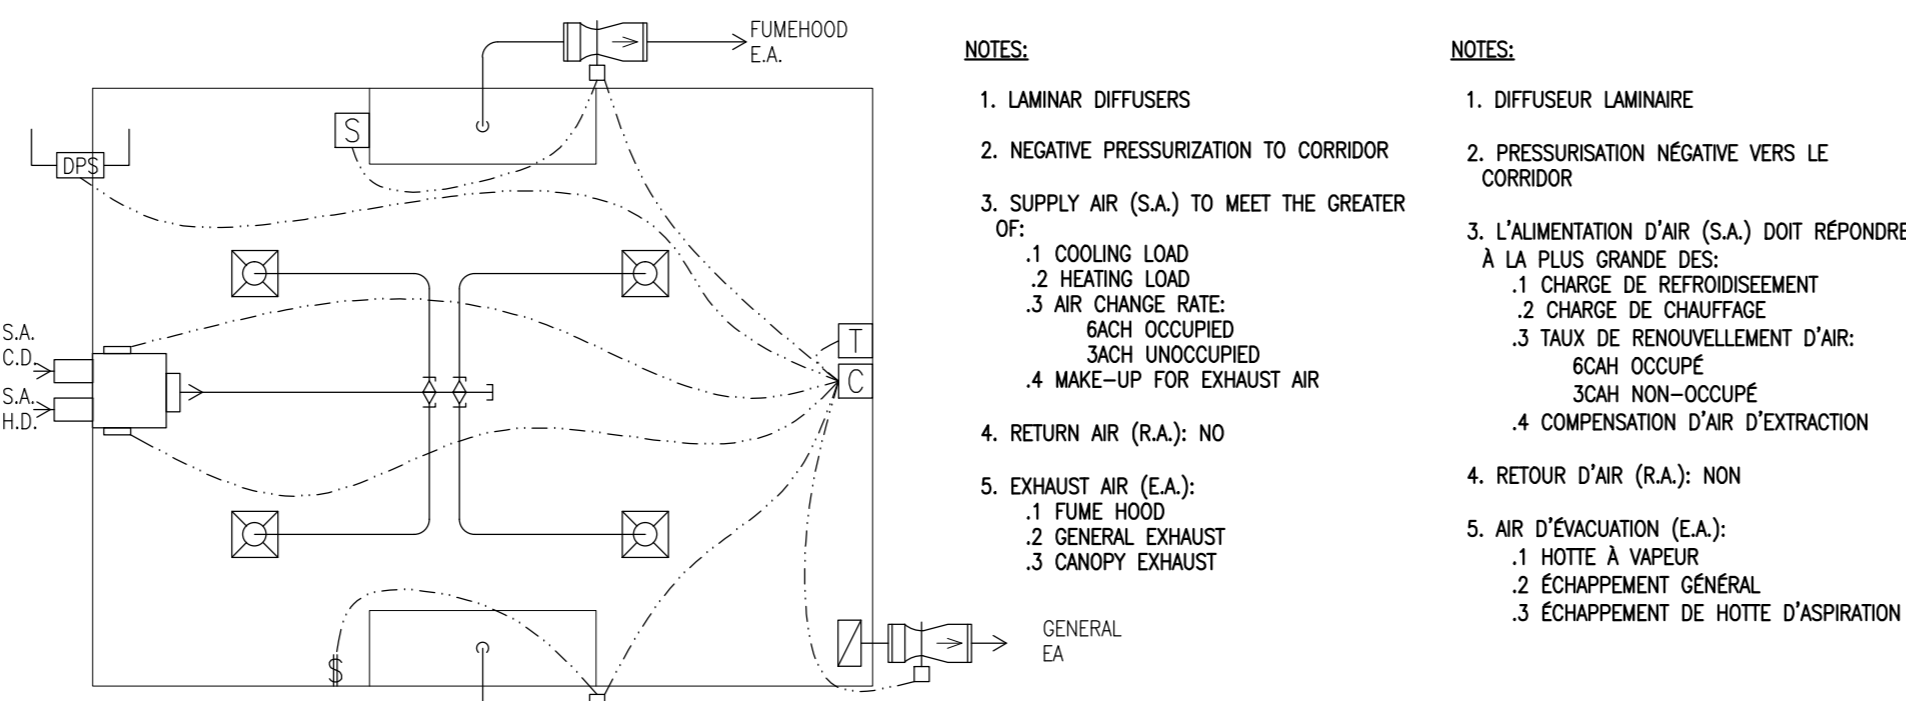 FUMEHOOD
E.A.
S
DPS
S.A.
C.D.
S.A.
H.D.
T
C
$
GENERAL
EA
NOTES:
1. LAMINAR DIFFUSERS
2. NEGATIVE PRESSURIZATION TO CORRIDOR
3. SUPPLY AIR (S.A.) TO MEET THE GREATER
OF:
.1 COOLING LOAD
.2 HEATING LOAD
.3 AIR CHANGE RATE:
6ACH OCCUPIED
3ACH UNOCCUPIED
.4 MAKE-UP FOR EXHAUST AIR
4. RETURN AIR (R.A.): NO
5. EXHAUST AIR (E.A.):
.1 FUME HOOD
.2 GENERAL EXHAUST
.3 CANOPY EXHAUST
NOTES:
1. DIFFUSEUR LAMINAIRE
2. PRESSURISATION NÉGATIVE VERS LE
CORRIDOR
3. L'ALIMENTATION D'AIR (S.A.) DOIT RÉPONDRE
À LA PLUS GRANDE DES:
.1 CHARGE DE REFROIDISEEMENT
.2 CHARGE DE CHAUFFAGE
.3 TAUX DE RENOUVELLEMENT D'AIR:
6CAH OCCUPÉ
3CAH NON-OCCUPÉ
.4 COMPENSATION D'AIR D'EXTRACTION
4. RETOUR D'AIR (R.A.): NON
5. AIR D'ÉVACUATION (E.A.):
.1 HOTTE À VAPEUR
.2 ÉCHAPPEMENT GÉNÉRAL
.3 ÉCHAPPEMENT DE HOTTE D'ASPIRATION